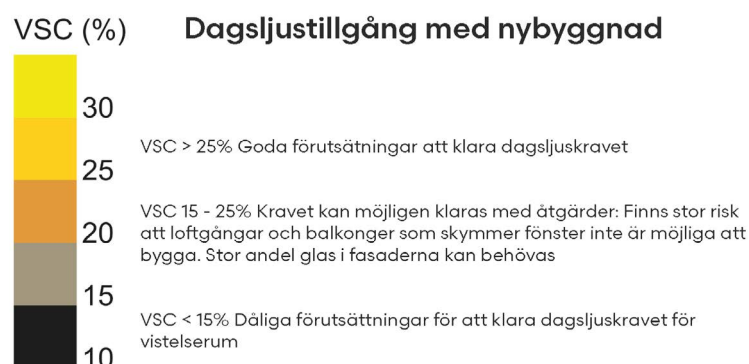 VSC (%)
Dagsljustillgång med nybyggnad
30
VSC > 25% Goda förutsätningar att klara dagsljuskravet
25
VSC 15 - 25% Kravet kan möjligen klaras med åtgärder: Finns stor risk
att loftgångar och balkonger som skymmer fönster inte är möjliga att
20
bygga. Stor andel glas i fasaderna kan behövas
15
VSC < 15% Dåliga förutsättningar för att klara dagsljuskravet för
vistelserum
10